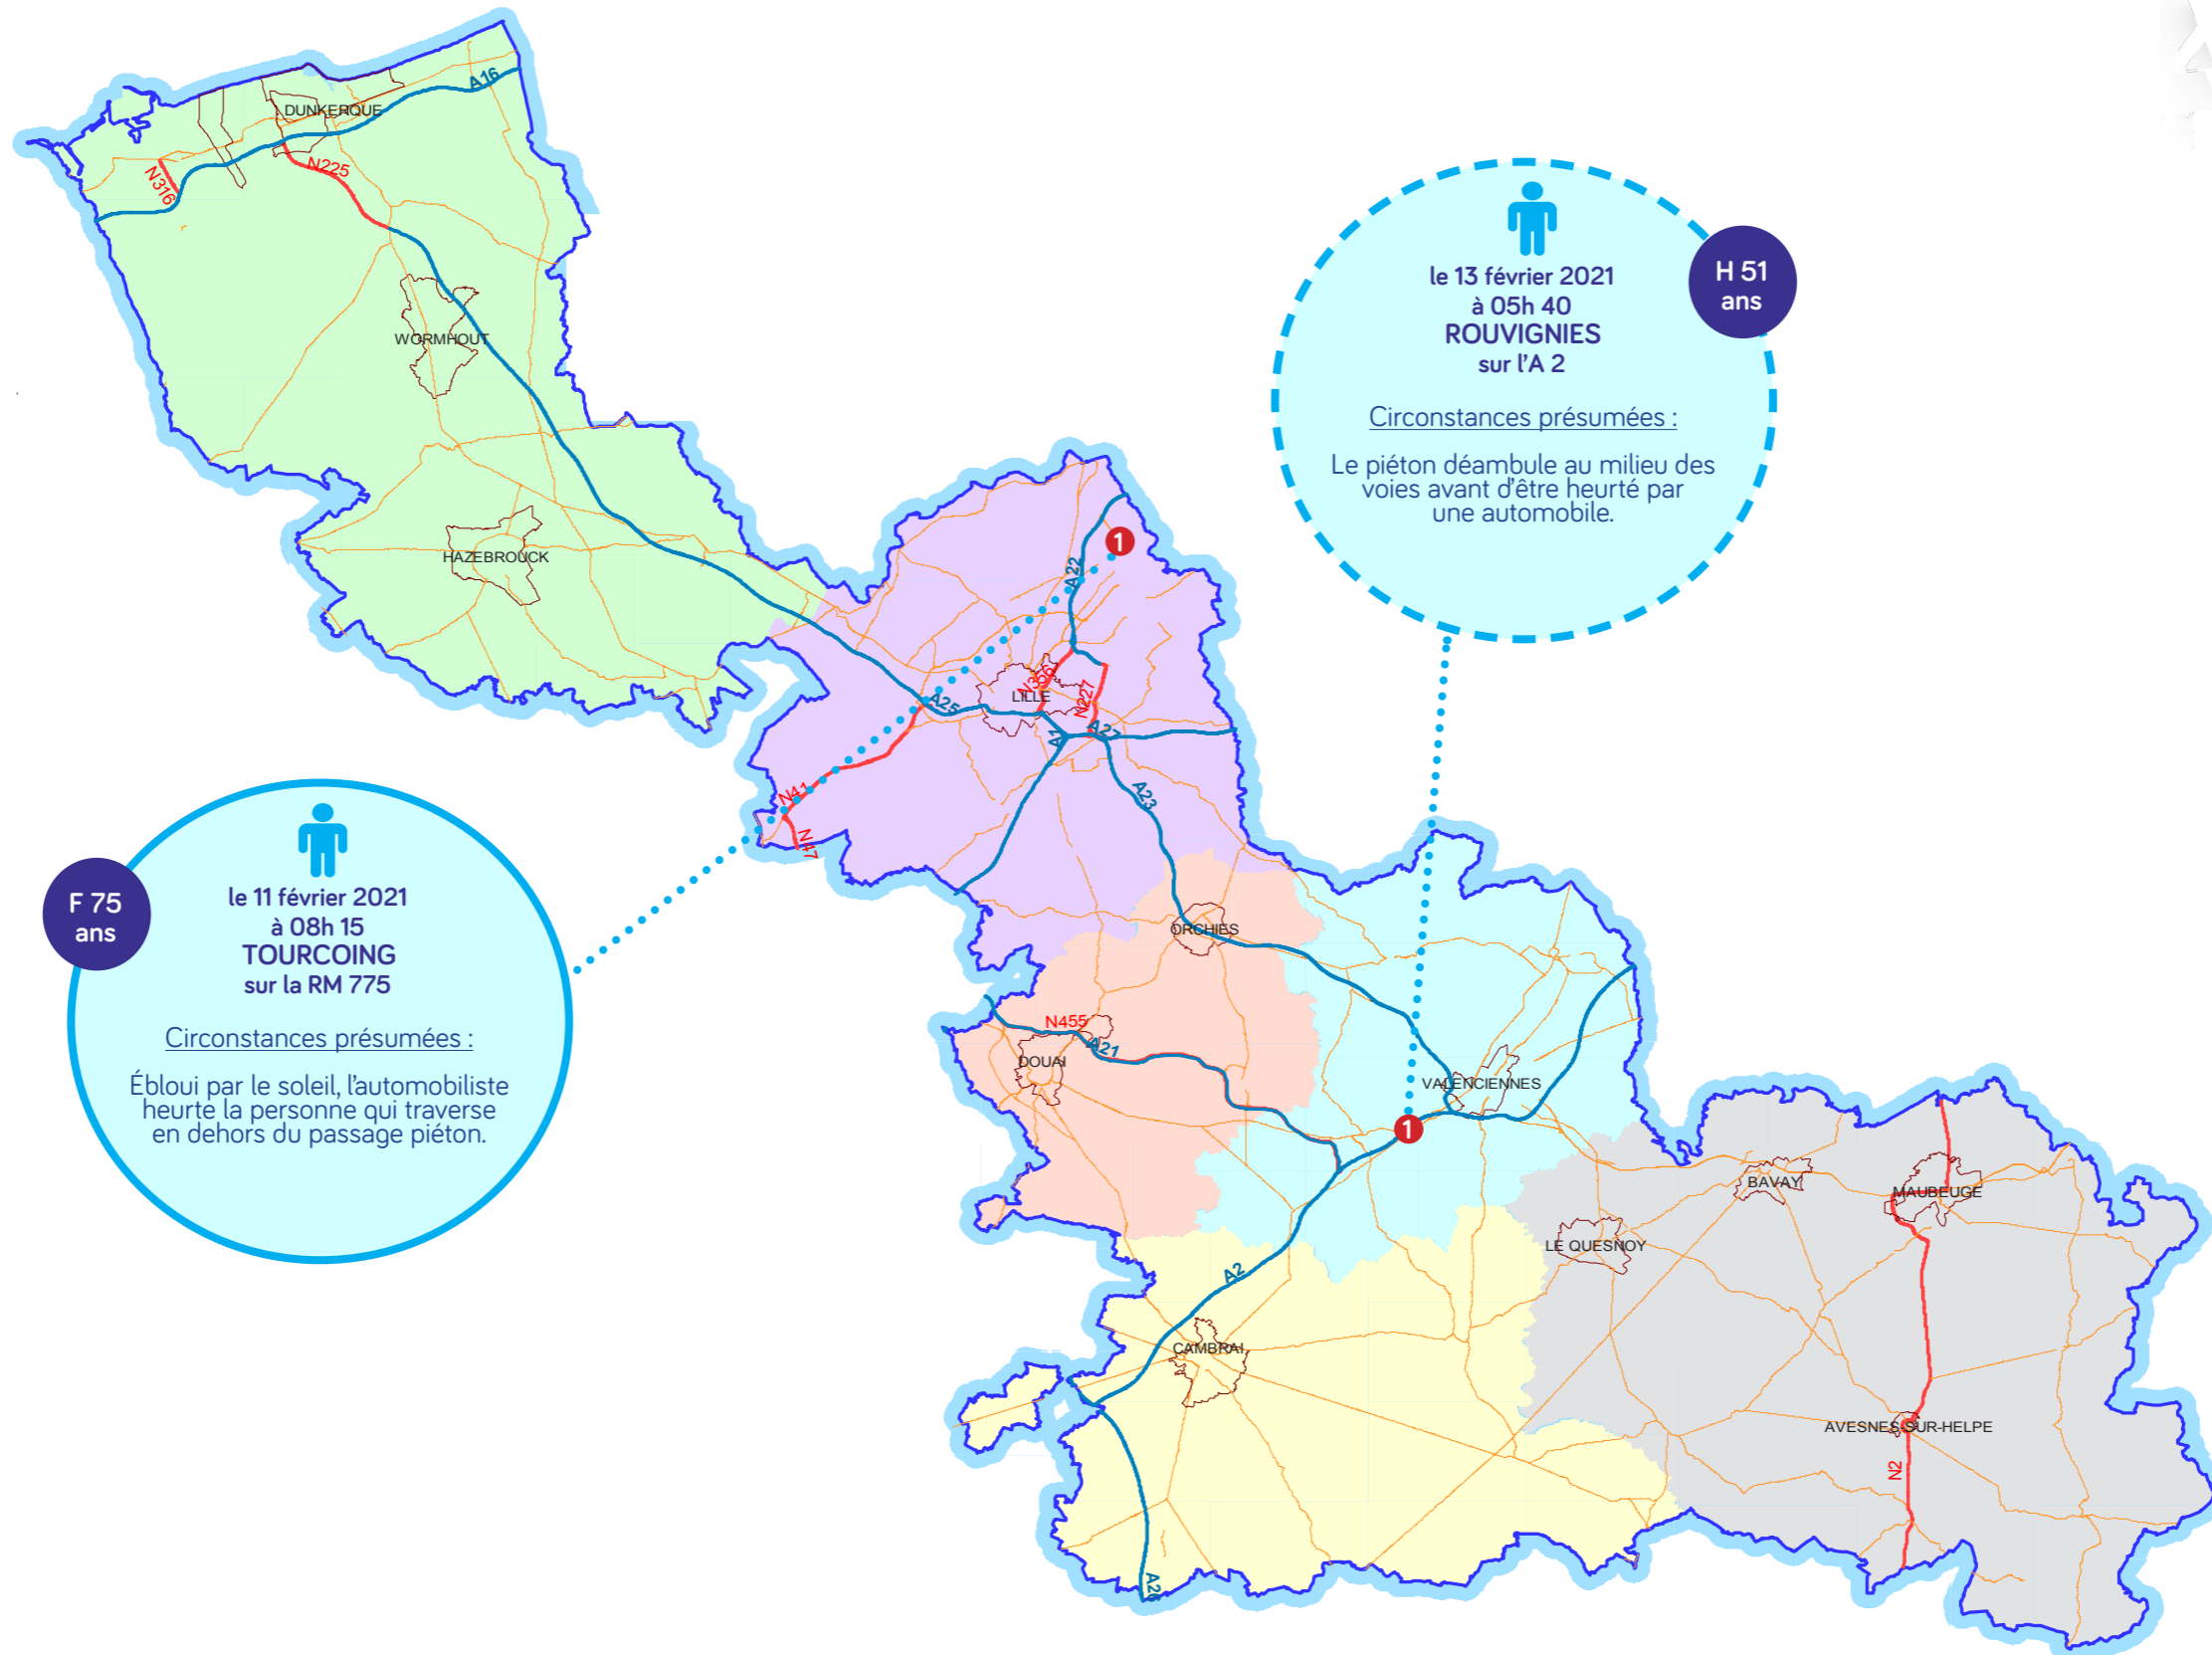 A16
DUNKERQUE
N225
N316
WORMHOUT
HAZEBROUCK
le 13 février 2021
à 05h 40
ROUVIGNIES
sur l'A 2
H 51
ans
Circonstances présumées :
Le piéton déambule au milieu des
voies avant d'être heurté par
une automobile.
1
A22
N356
LILLE
N227
A25
A1
A27
A23
N41
N47
F 75
ans
le 11 février 2021
à 08h 15
TOURCOING
sur la RM 775
Circonstances présumées :
Ébloui par le soleil, l'automobiliste
heurte la personne qui traverse
en dehors du passage piéton.
ORCHIES
N455
A21
DOUAI
VALENCIENNES
1
BAVAY
MAUBEUGE
LE QUESNOY
A2
CAMBRAI
AVESNES-SUR-HELPE
N2
A26